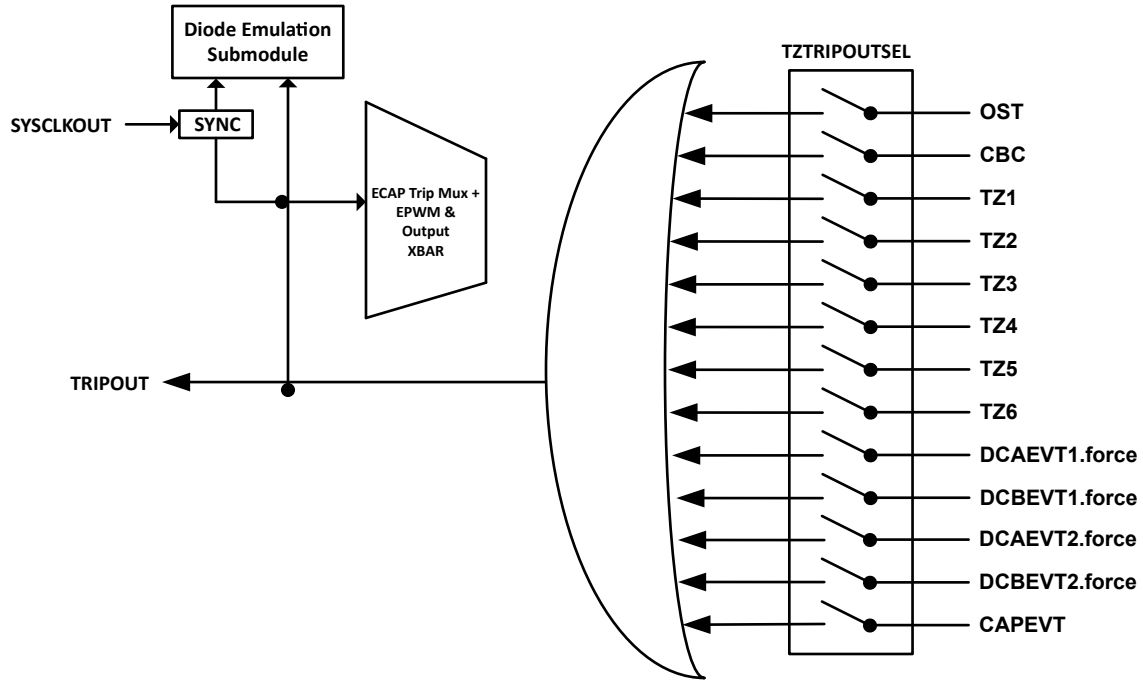 Diode Emulation
Submodule
SYSCLKOUT
SYNC
ECAP Trip Mux +
EPWM &
Output
XBAR
TRIPOUT
TZTRIPOUTSEL
OST
CBC
TZ1
TZ2
TZ3
TZ4
TZ5
TZ6
DCAEVT1.force
DCBEVT1.force
DCAEVT2.force
DCBEVT2.force
CAPEVT